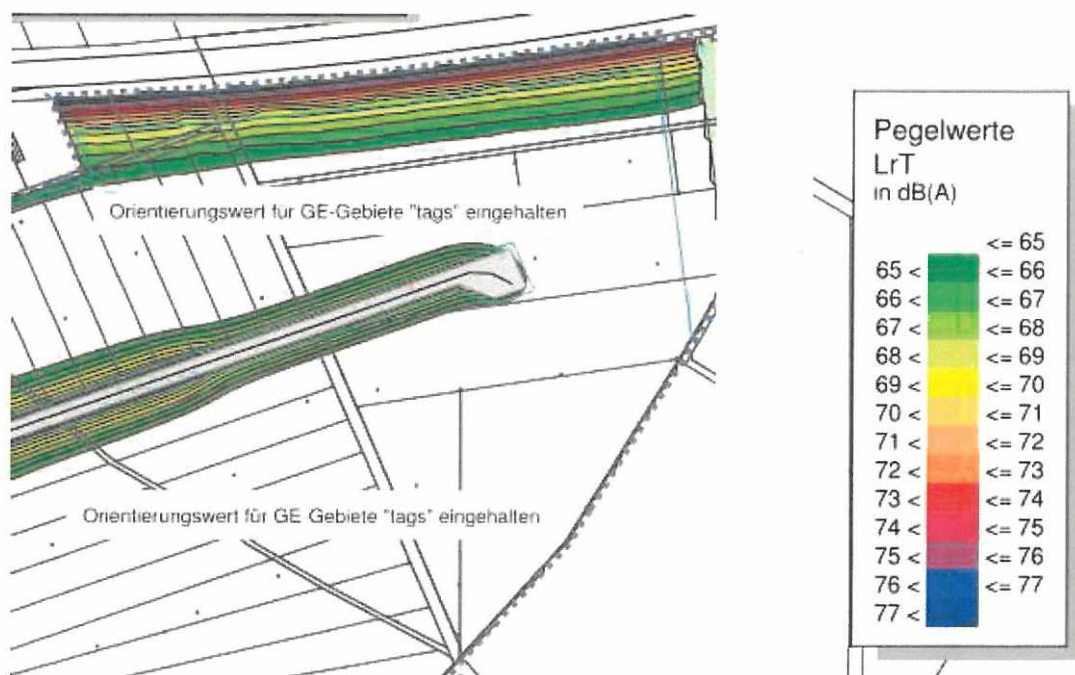 Orientierungswert für GE-Gebiete "tags" eingehalten
Orientierungswert für GE Gebiete "tags" eingehalten
Pegelwerte
LrT
in dB(A)
<= 65
65 < <= 66
66 < <= 67
67 < <= 68
68 < <= 69
69 < <= 70
70 < <= 71
71 < <= 72
72 < <= 73
73 < <= 74
74 < <= 75
75 < <= 76
76 < <= 77
77 <